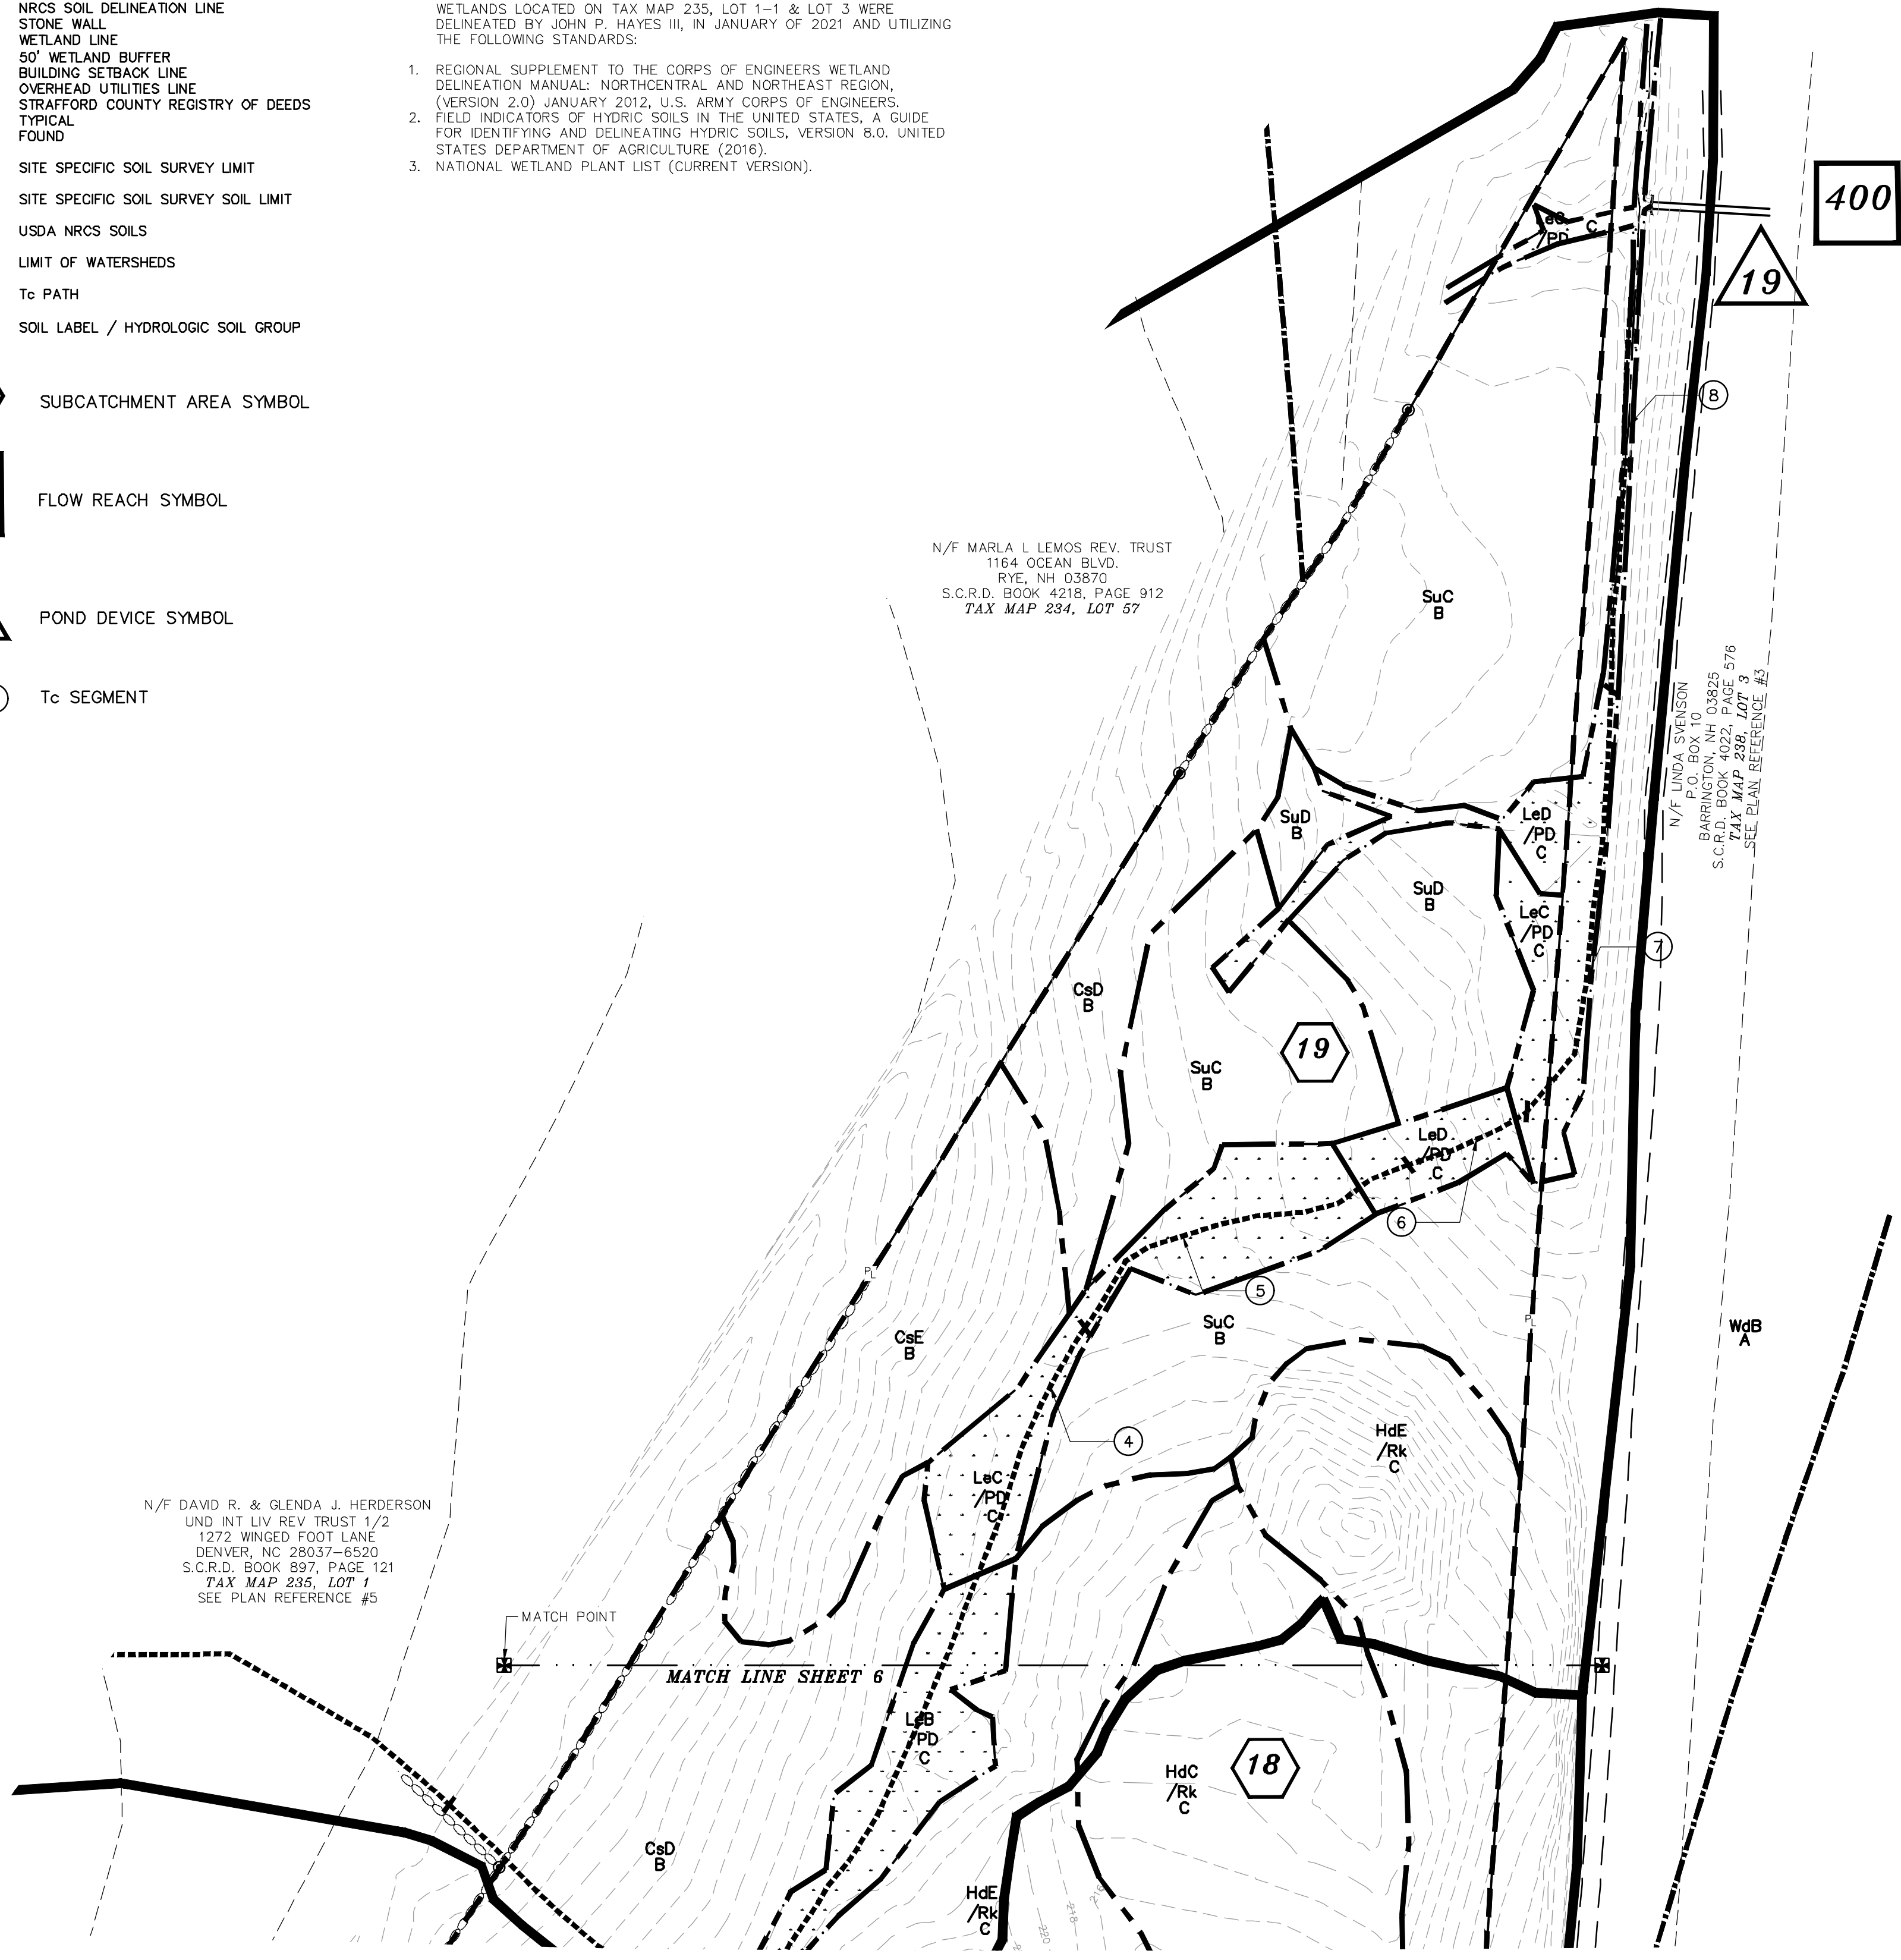 NRCS SOIL DELINEATION LINE
STONE WALL
WETLAND LINE
50' WETLAND BUFFER
BUILDING SETBACK LINE
OVERHEAD UTILITIES LINE
STRAFFORD COUNTY REGISTRY OF DEEDS
TYPICAL
FOUND
SITE SPECIFIC SOIL SURVEY LIMIT
SITE SPECIFIC SOIL SURVEY SOIL LIMIT
USDA NRCS SOILS
LIMIT OF WATERSHEDS
Tc PATH
SOIL LABEL / HYDROLOGIC SOIL GROUP
SUBCATCHMENT AREA SYMBOL
FLOW REACH SYMBOL
POND DEVICE SYMBOL
Tc SEGMENT
WETLANDS LOCATED ON TAX MAP 235, LOT 1-1 & LOT 3 WERE
DELINEATED BY JOHN P. HAYES III, IN JANUARY OF 2021 AND UTILIZING
THE FOLLOWING STANDARDS:
1. REGIONAL SUPPLEMENT TO THE CORPS OF ENGINEERS WETLAND
DELINEATION MANUAL: NORTHCENTRAL AND NORTHEAST REGION,
(VERSION 2.0) JANUARY 2012, U.S. ARMY CORPS OF ENGINEERS.
2. FIELD INDICATORS OF HYDRIC SOILS IN THE UNITED STATES, A GUIDE
FOR IDENTIFYING AND DELINEATING HYDRIC SOILS, VERSION 8.0. UNITED
STATES DEPARTMENT OF AGRICULTURE (2016).
3. NATIONAL WETLAND PLANT LIST (CURRENT VERSION).
400
19
LeC
/PD
C
8
N/F MARLA L LEMOS REV. TRUST
1164 OCEAN BLVD.
RYE, NH 03870
S.C.R.D. BOOK 4218, PAGE 912
TAX MAP 234, LOT 57
SuC
B
N/F LINDA SVENSON
P.O. BOX 10
BARRINGTON, NH 03825
S.C.R.D. BOOK 4022, PAGE 576
TAX MAP 238, LOT 3
SEE PLAN REFERENCE #3
SuD
B
LeD
/PD
C
SuD
B
LeC
/PD
C
7
CsD
B
19
SuC
B
LeD
/PD
C
6
PL
5
SuC
B
PL
WdB
A
CsE
B
4
HdE
/Rk
C
LeC
/PD
C
N/F DAVID R. & GLENDA J. HERDERSON
UND INT LIV REV TRUST 1/2
1272 WINGED FOOT LANE
DENVER, NC 28037-6520
S.C.R.D. BOOK 897, PAGE 121
TAX MAP 235, LOT 1
SEE PLAN REFERENCE #5
MATCH POINT
MATCH LINE SHEET 6
LeB
/PD
C
HdC
/Rk
C
18
CsD
B
HdE
/Rk
C
220
218
216